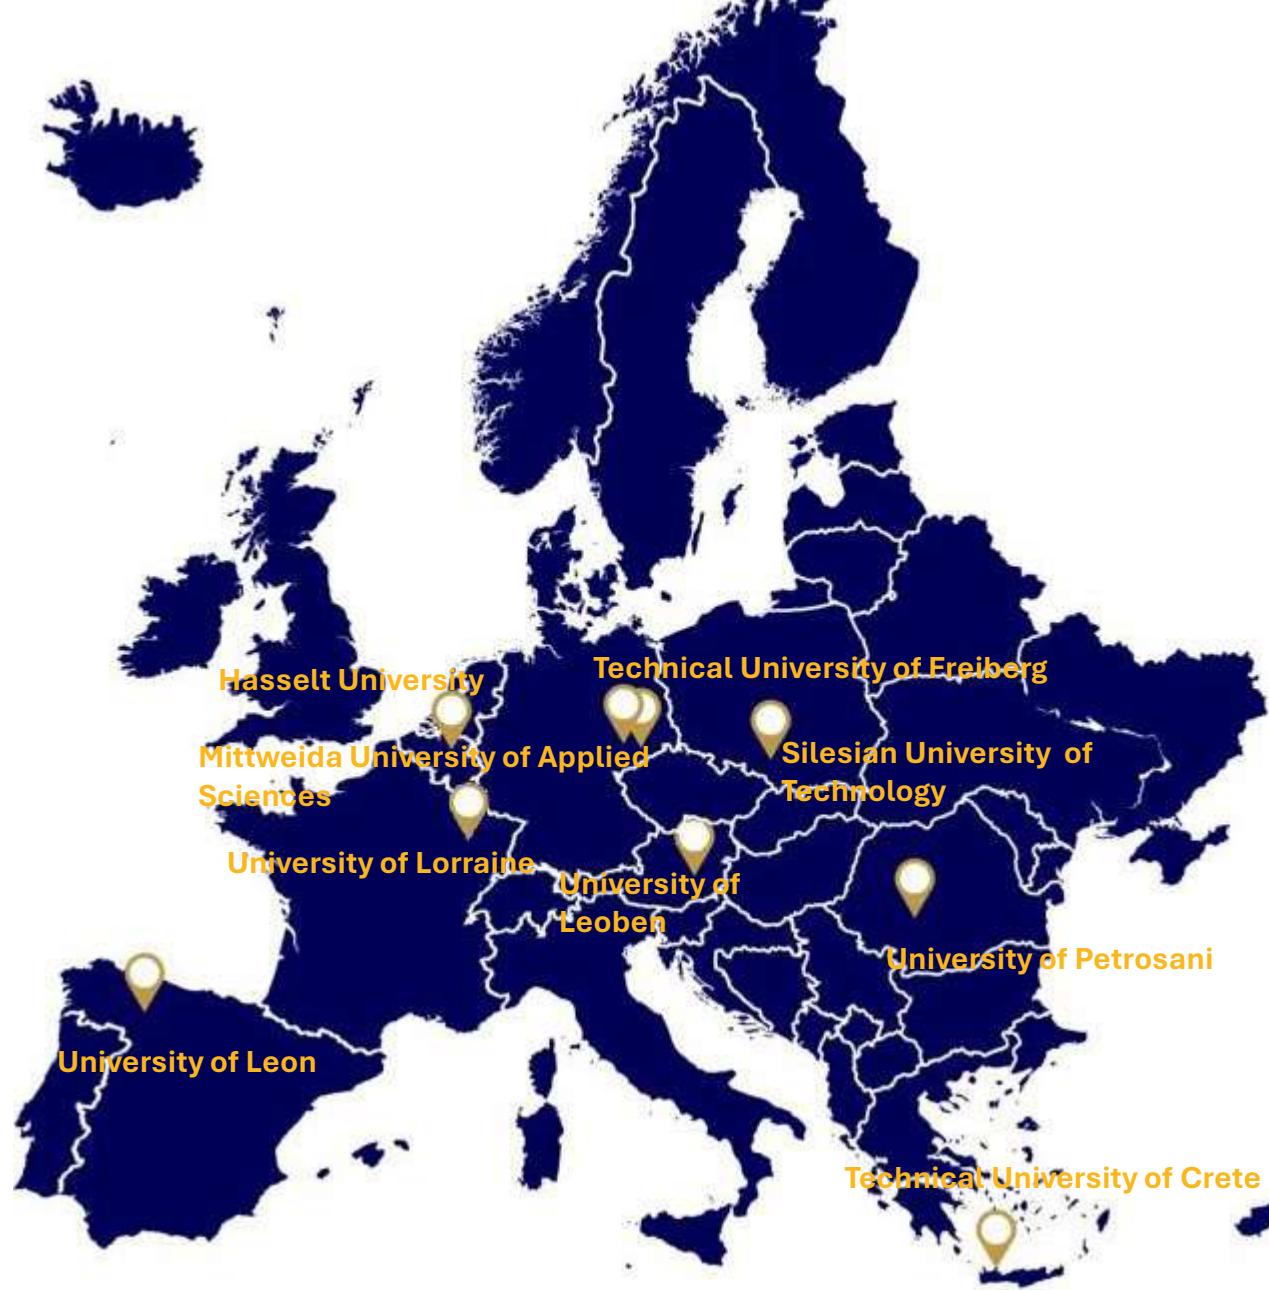 Technical University of Freiberg
Hasselt University
Mittweida University of Applied
Sciences
Silesian University of
Technology
University of Lorraine
University of
Leoben
University of Petrosani
University of Leon
Technical University of Crete